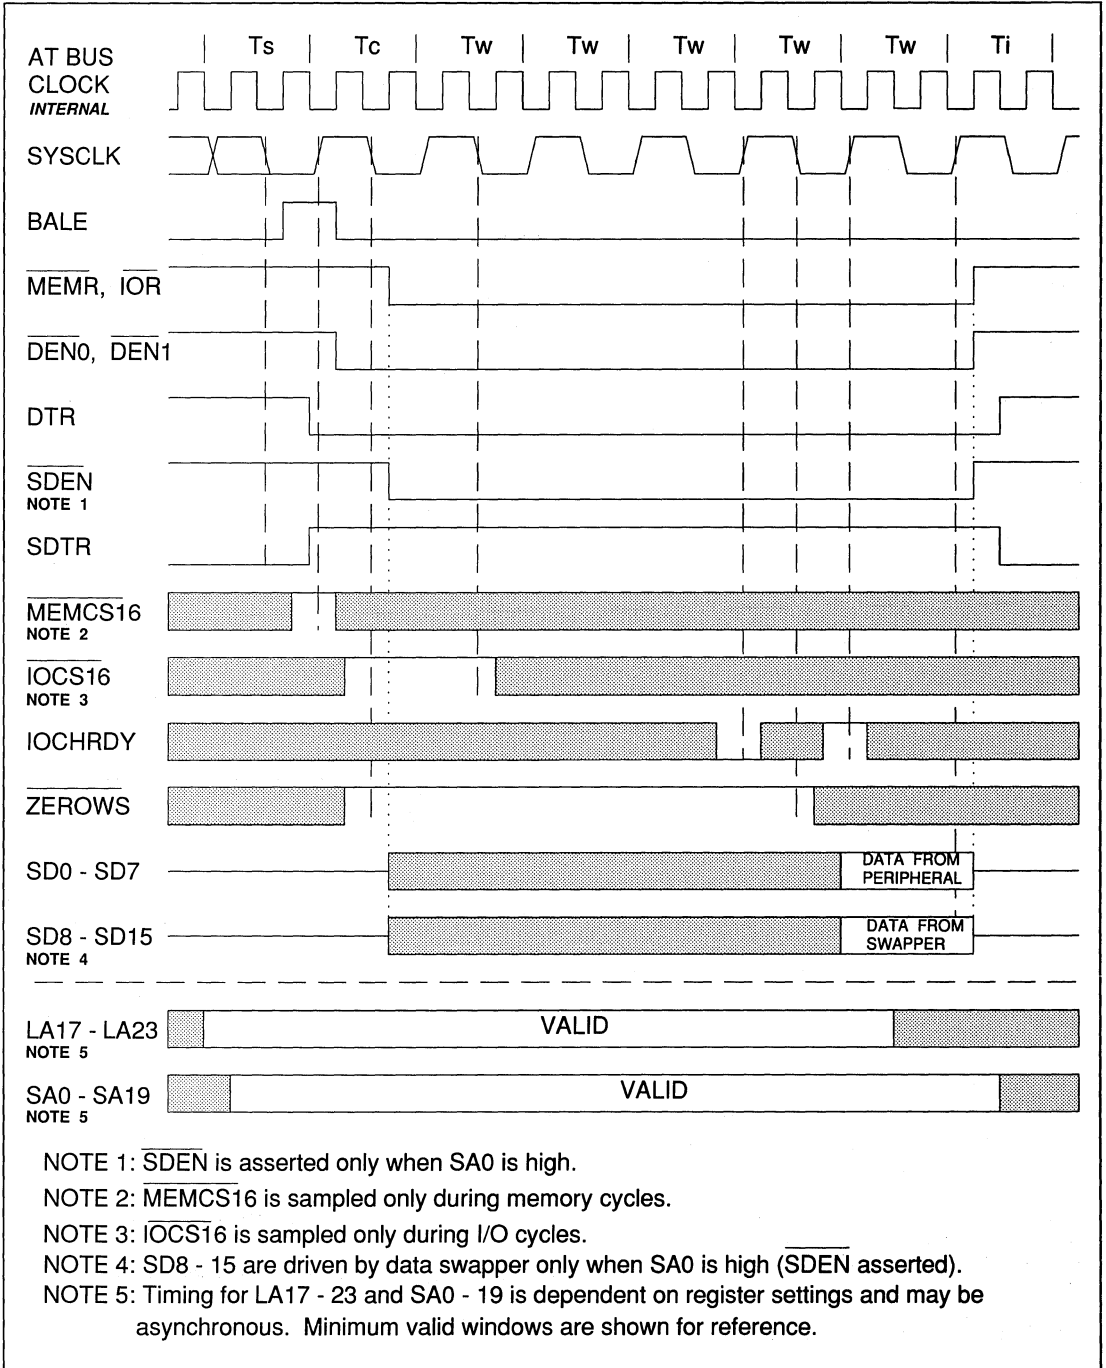 Ts Tc Tw Tw Tw Tw Tw Ti
AT BUS
CLOCK
INTERNAL
SYSCLK
BALE
MEMR, IOR
DEN0, DEN1
DTR
SDEN
NOTE 1
SDTR
MEMCS16
NOTE 2
IOCS16
NOTE 3
IOCHRDY
ZEROWS
SD0 - SD7
DATA FROM
PERIPHERAL
SD8 - SD15
NOTE 4
DATA FROM
SWAPPER
LA17 - LA23
NOTE 5
VALID
SA0 - SA19
NOTE 5
VALID
NOTE 1: SDEN is asserted only when SA0 is high.
NOTE 2: MEMCS16 is sampled only during memory cycles.
NOTE 3: IOCS16 is sampled only during I/O cycles.
NOTE 4: SD8 - 15 are driven by data swapper only when SA0 is high (SDEN asserted).
NOTE 5: Timing for LA17 - 23 and SA0 - 19 is dependent on register settings and may be
asynchronous. Minimum valid windows are shown for reference.